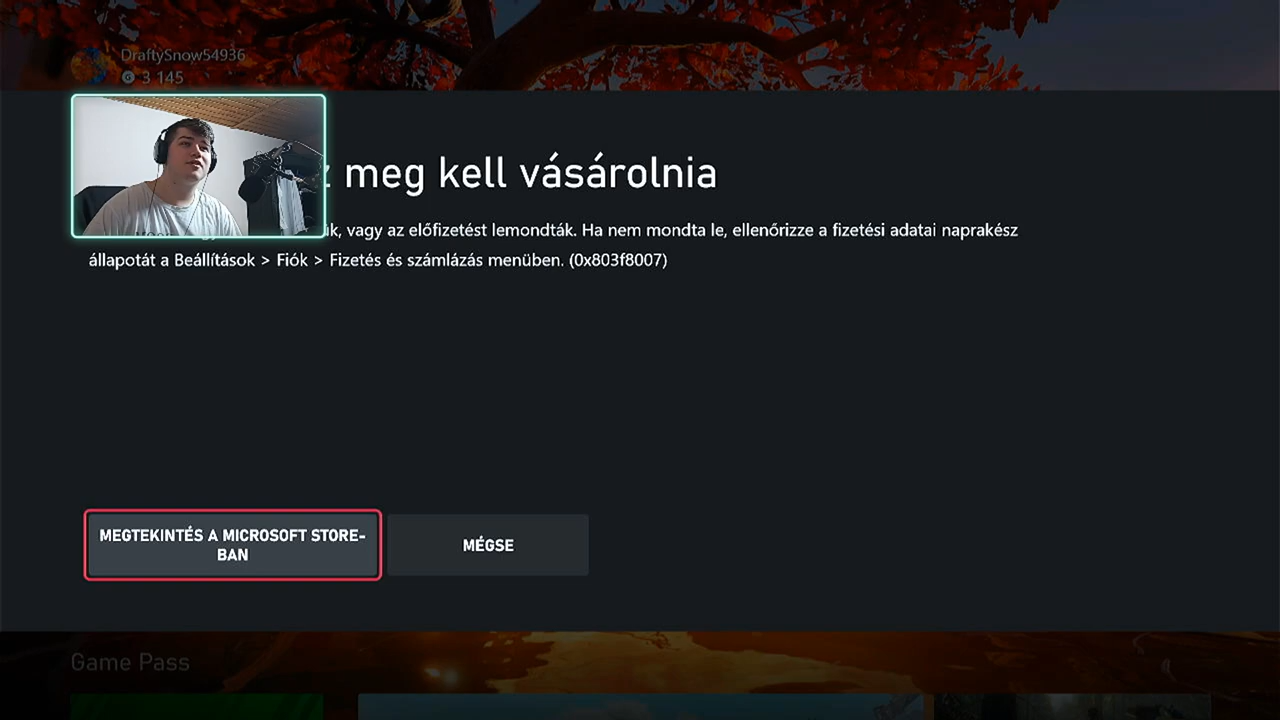 DraftySnow54936
G 3 145
meg kell vásárolnia
vagy az előfizetést lemondták. Ha nem mondta le, ellenőrizze a fizetési adatai naprakész
állapotát a Beállítások > Fiók > Fizetés és számlázás menüben. (0x803f8007)
MEGTEKINTÉS A MICROSOFT STORE-
BAN
MÉGSE
Game Pass